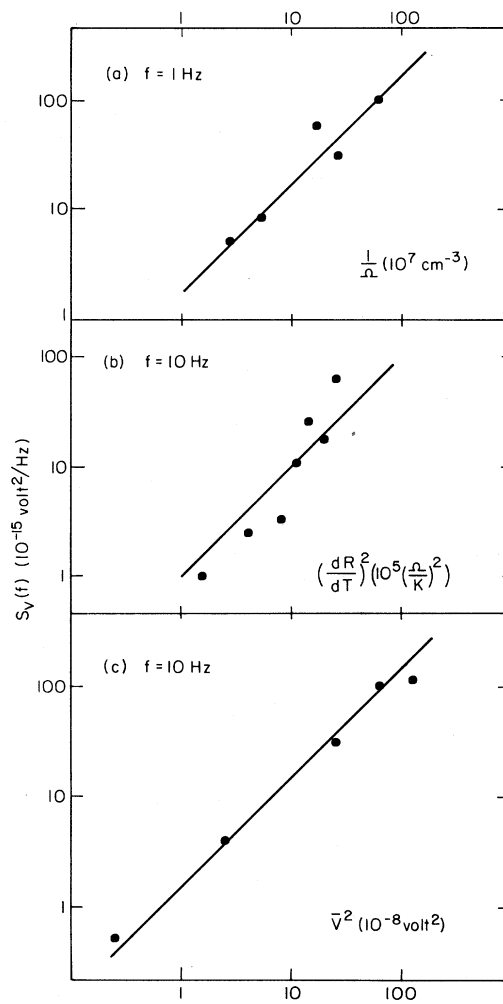 1 10 100
(a) f = 1 Hz
100
10
1
1/Ω (10⁷ cm⁻³)
(b) f = 10 Hz
100
10
1
(dR/dT)² (10⁵ (Ω/K)²)
S_V(f) (10⁻¹⁵ volt²/Hz)
(c) f = 10 Hz
100
10
1
V̄² (10⁻⁸ volt²)
1 10 100